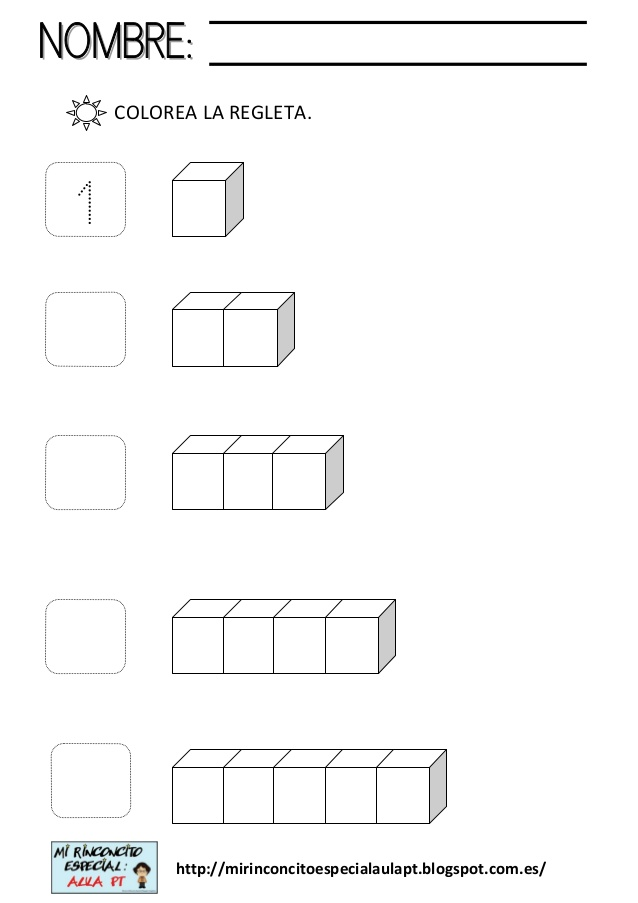 NOMBRE:
COLOREA LA REGLETA.
1
MI RINCONCITO
ESPECIAL:
AULA PT
http://mirinconcitoespecialaulapt.blogspot.com.es/